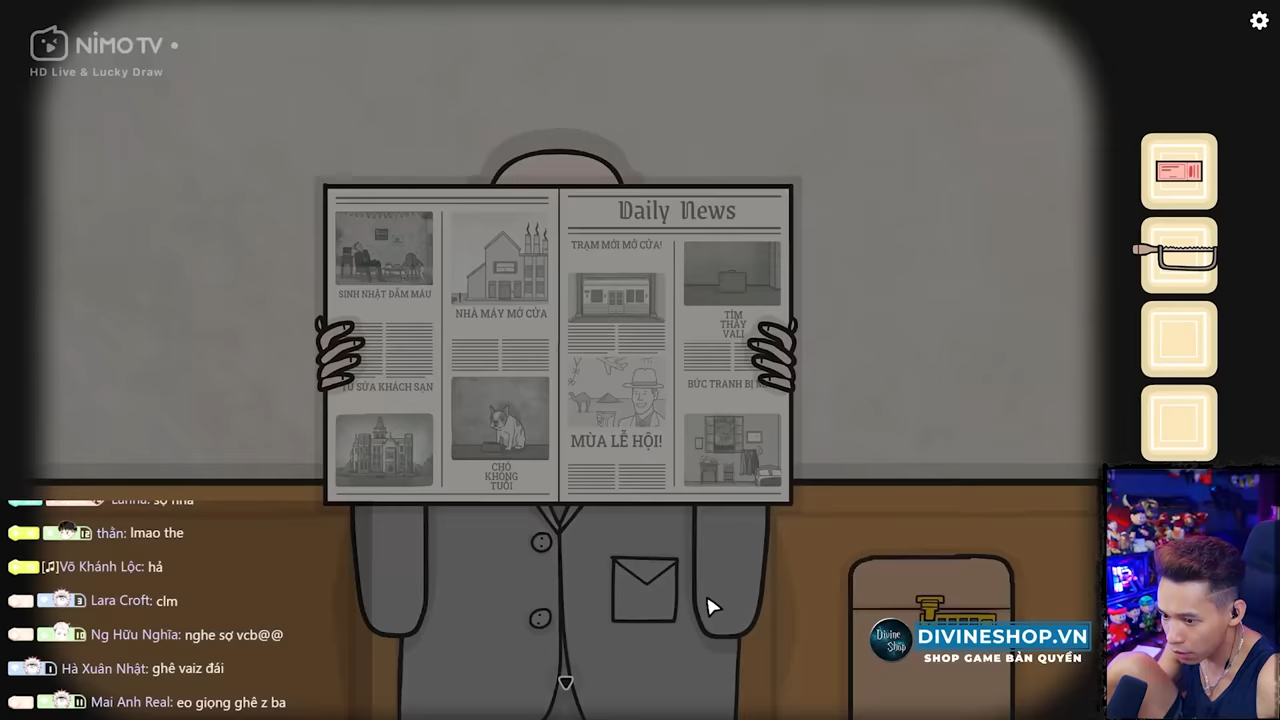 NIMO TV
HD Live & Lucky Draw
Daily News
SINH NHẬT ĐẪM MÁU
NHÀ MÁY MỞ CỬA
TRẠM MỚI MỞ CỬA!
TÌM
THẤY
VALI
SỬA KHÁCH SẠN
CHÓ
KHÔNG
TUỔI
MÙA LỄ HỘI!
BỨC TRANH BỊ
thần: lmao the
[♫]Võ Khánh Lộc: hả
3 Lara Croft: clm
Ng Hữu Nghĩa: nghe sợ vcb@@
1 Hà Xuân Nhật: ghê vaiz đái
11 Mai Anh Real: eo giọng ghê z ba
Divine
Shop
DIVINESHOP.VN
SHOP GAME BẢN QUYỀN